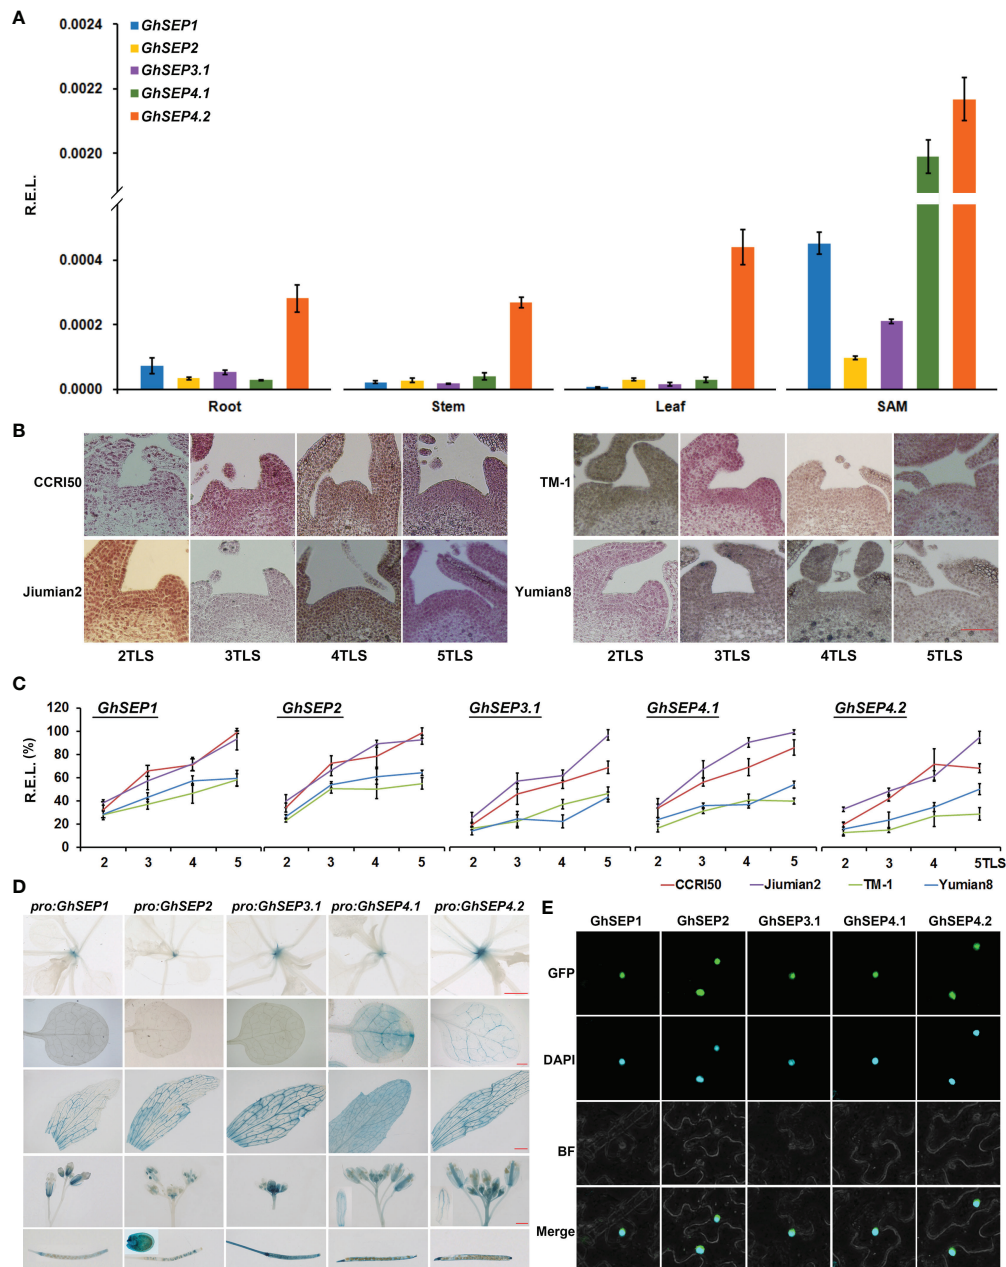 A
0.0024
0.0022
0.0020
0.0004
0.0002
0.0000
R.E.L.
GhSEP1
GhSEP2
GhSEP3.1
GhSEP4.1
GhSEP4.2
Root Stem Leaf SAM
B
CCRI50
Jiumian2
TM-1
Yumian8
2TLS 3TLS 4TLS 5TLS
2TLS 3TLS 4TLS 5TLS
C
GhSEP1 GhSEP2 GhSEP3.1 GhSEP4.1 GhSEP4.2
R.E.L. (%)
120
100
80
60
40
20
0
2 3 4 5 2 3 4 5 2 3 4 5 2 3 4 5 2 3 4 5TLS
CCRI50 Jiumian2 TM-1 Yumian8
D
pro:GhSEP1 pro:GhSEP2 pro:GhSEP3.1 pro:GhSEP4.1 pro:GhSEP4.2
E
GhSEP1 GhSEP2 GhSEP3.1 GhSEP4.1 GhSEP4.2
GFP
DAPI
BF
Merge